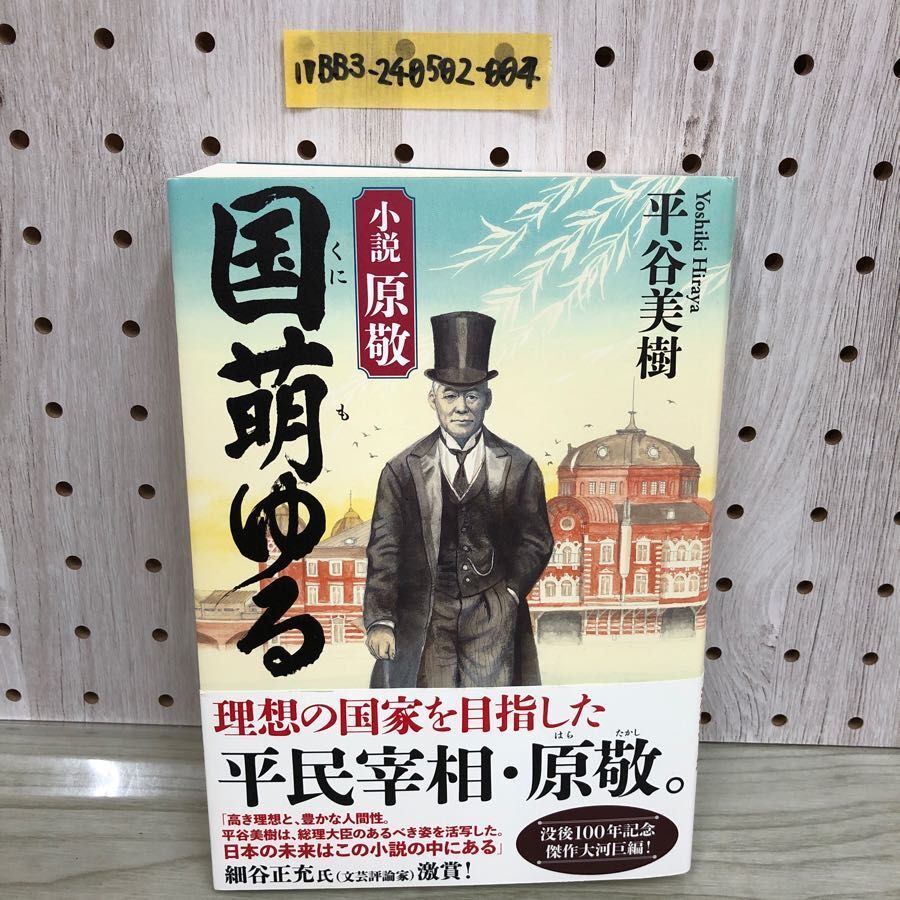 11BB3-240502-004
小説 原敬
国萌ゆる
くに
も
平谷美樹
Yoshiki Hiraya
理想の国家を目指した
平民宰相・原敬。
はら たかし
「高き理想と、豊かな人間性。
平谷美樹は、総理大臣のあるべき姿を活写した。
日本の未来はこの小説の中にある」
細谷正充氏(文芸評論家)激賞!
没後100年記念
傑作大河巨編!